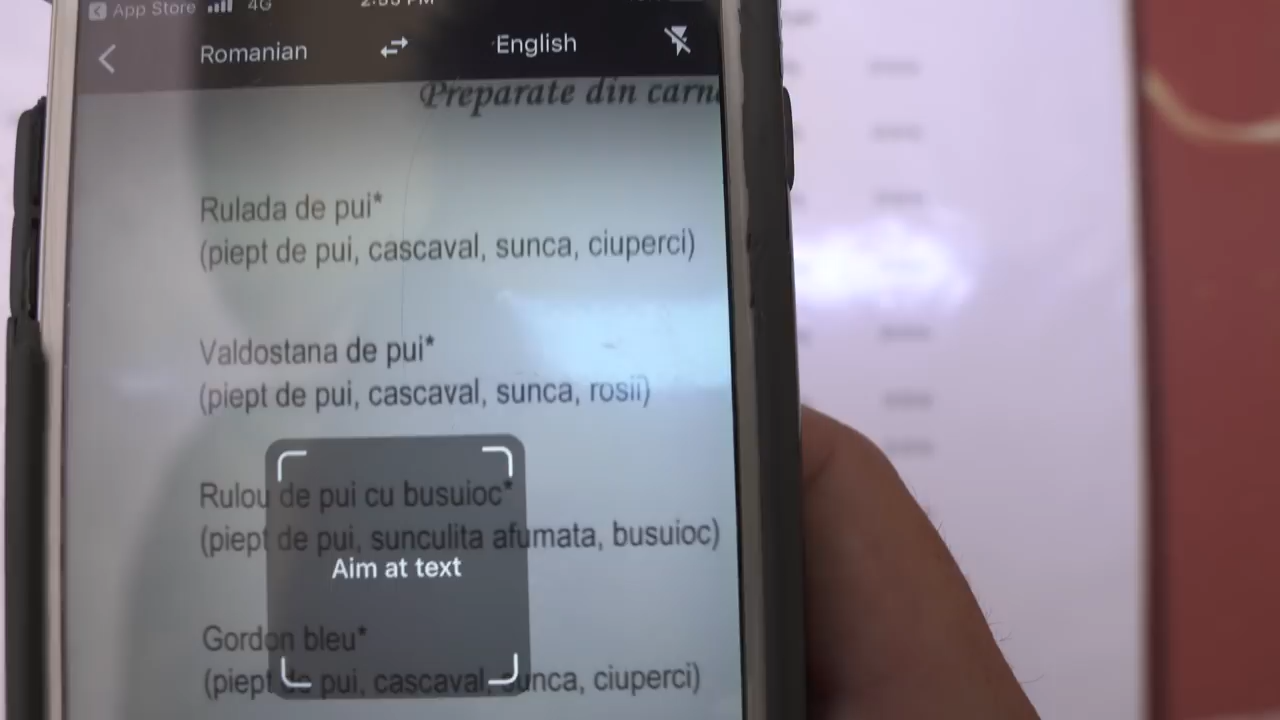 App Store 4G
Romanian English
Preparate din
Rulada de pui*
(piept de pui, cascaval, sunca, ciuperci)
Valdostana de pui*
(piept de pui, cascaval, sunca, rosii)
Rulou de pui cu busuioc*
(piept de pui, sunculita afumata, busuioc)
Aim at text
Gordon bleu*
(piept de pui, cascaval, sunca, ciuperci)